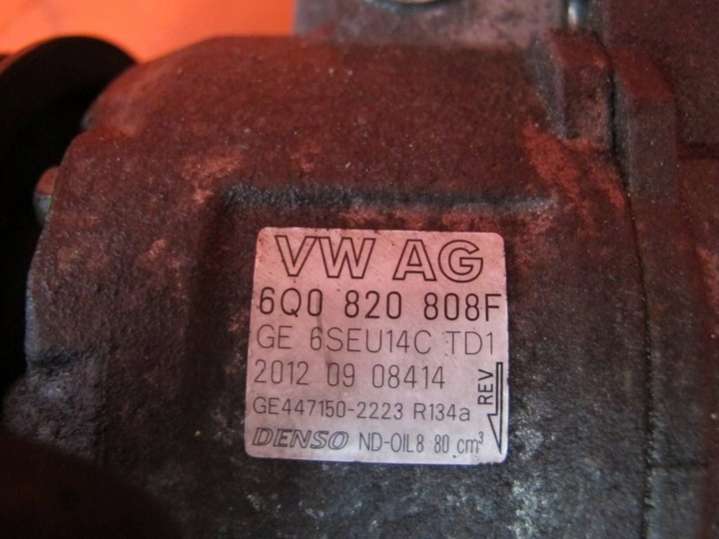 VW AG
6Q0 820 808F
GE 6SEU14C TD1
2012 09 08414
REV
GE447150-2223 R134a
DENSO ND-OIL8 80 cm³